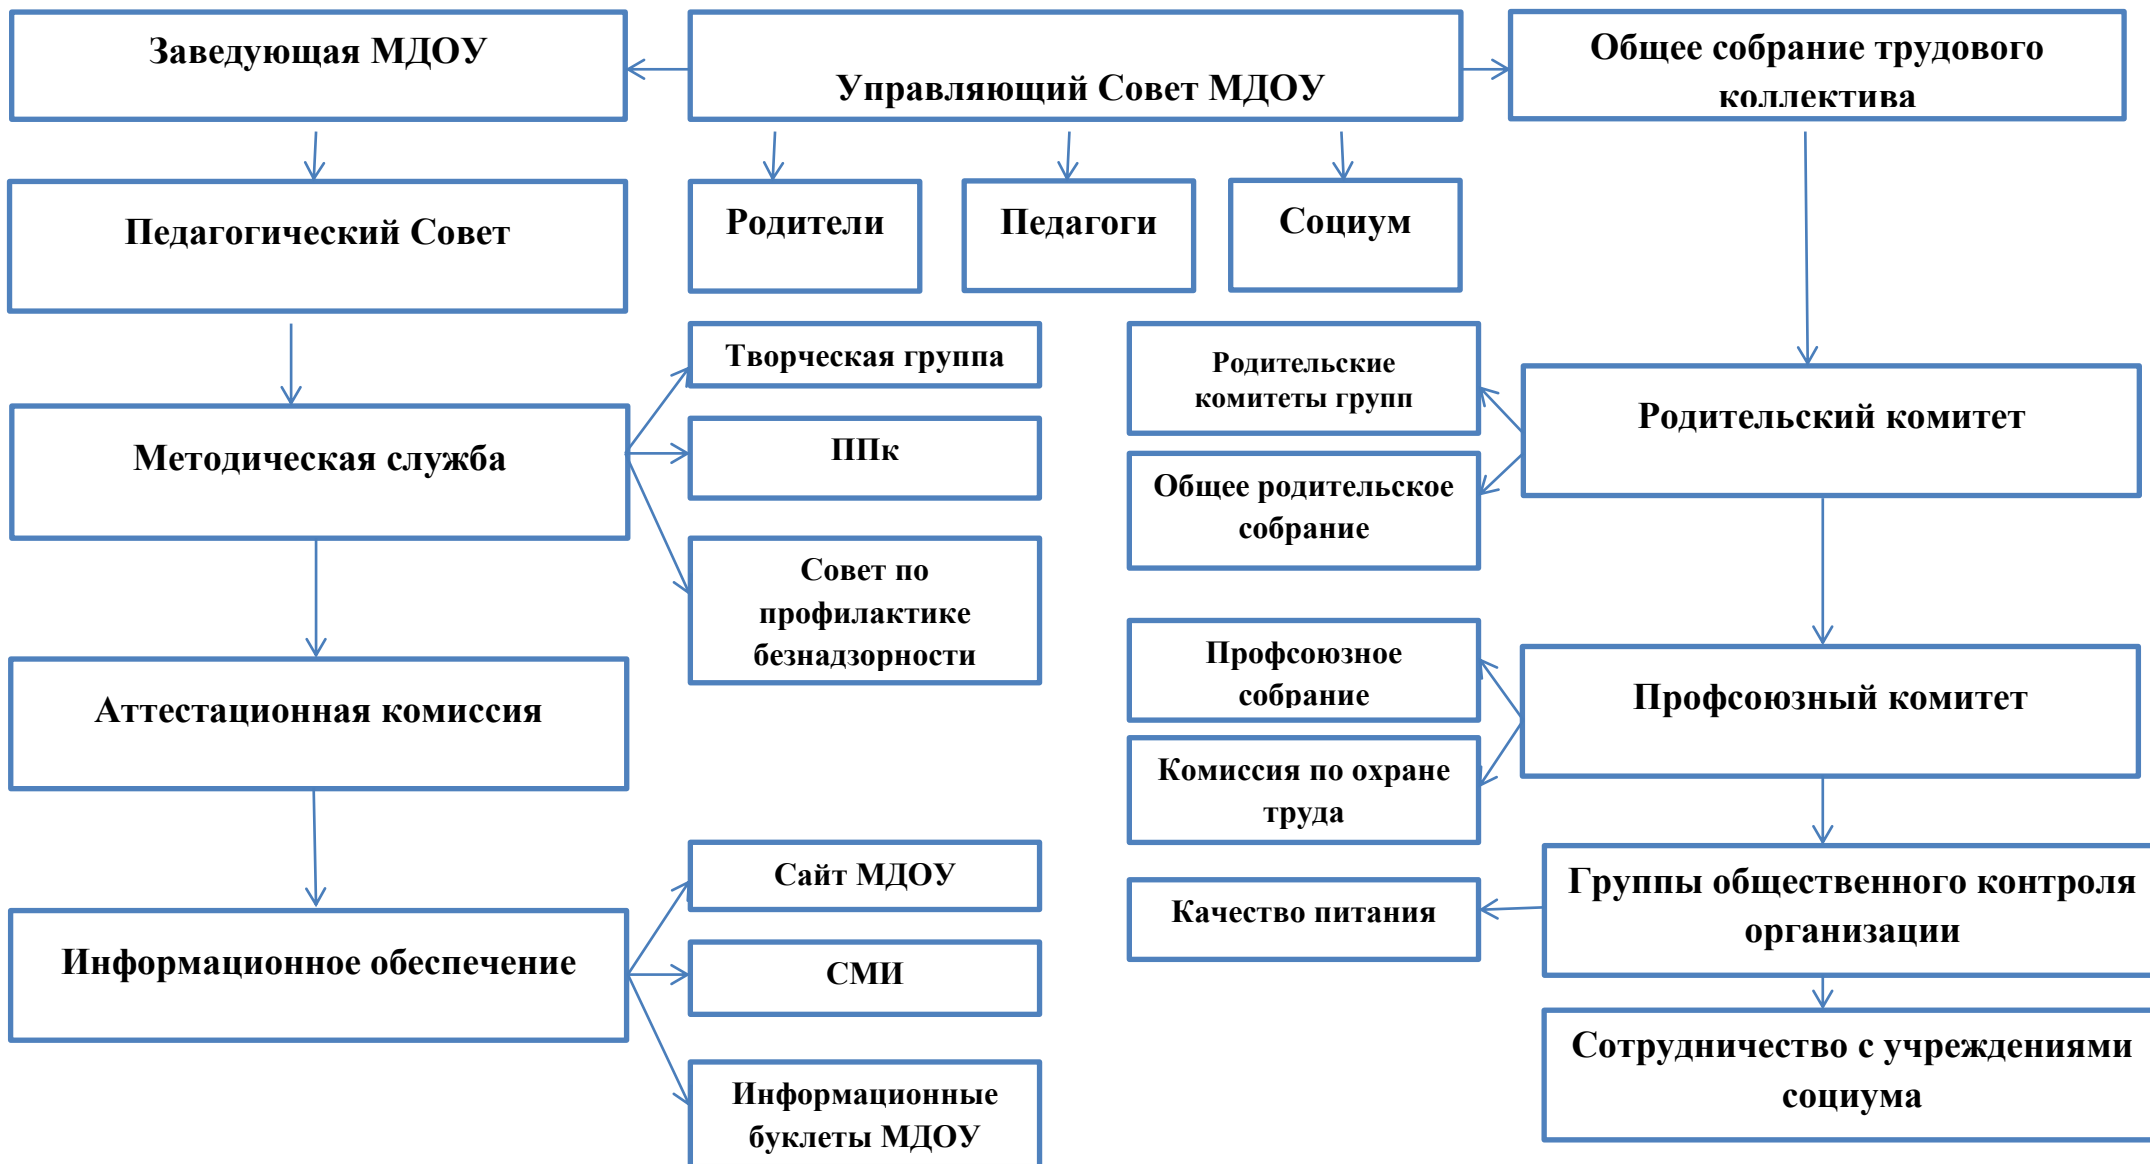 Заведующая МДОУ
Управляющий Совет МДОУ
Общее собрание трудового
коллектива
Педагогический Совет
Родители
Педагоги
Социум
Творческая группа
Родительские
комитеты групп
Родительский комитет
Методическая служба
ППк
Общее родительское
собрание
Совет по
профилактике
безнадзорности
Профсоюзное
собрание
Профсоюзный комитет
Аттестационная комиссия
Комиссия по охране
труда
Сайт МДОУ
Группы общественного контроля
организации
Качество питания
Информационное обеспечение
СМИ
Сотрудничество с учреждениями
социума
Информационные
буклеты МДОУ